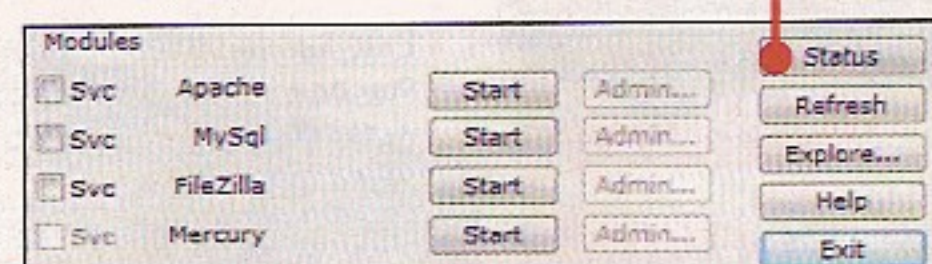 Modules
Svc Apache Start Admin... Status
Svc MySql Start Admin... Refresh
Svc FileZilla Start Admin... Explore...
Svc Mercury Start Admin... Help
Exit